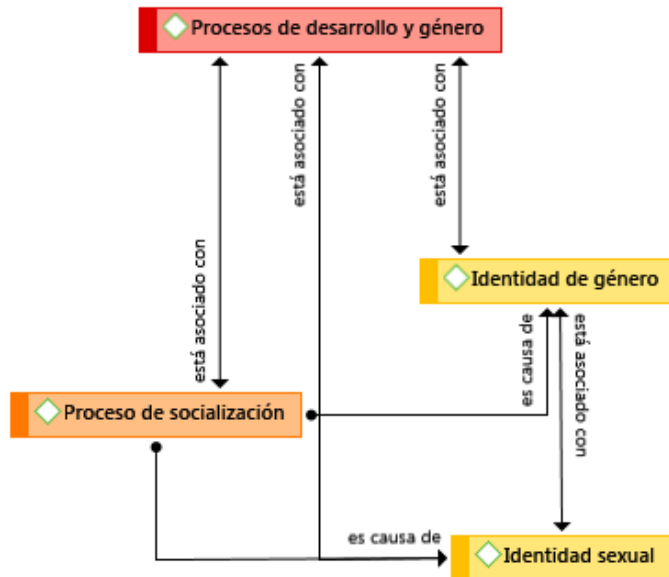 Procesos de desarrollo y género
está asociado con
está asociado con
está asociado con
Identidad de género
es causa de
está asociado con
Proceso de socialización
es causa de
Identidad sexual